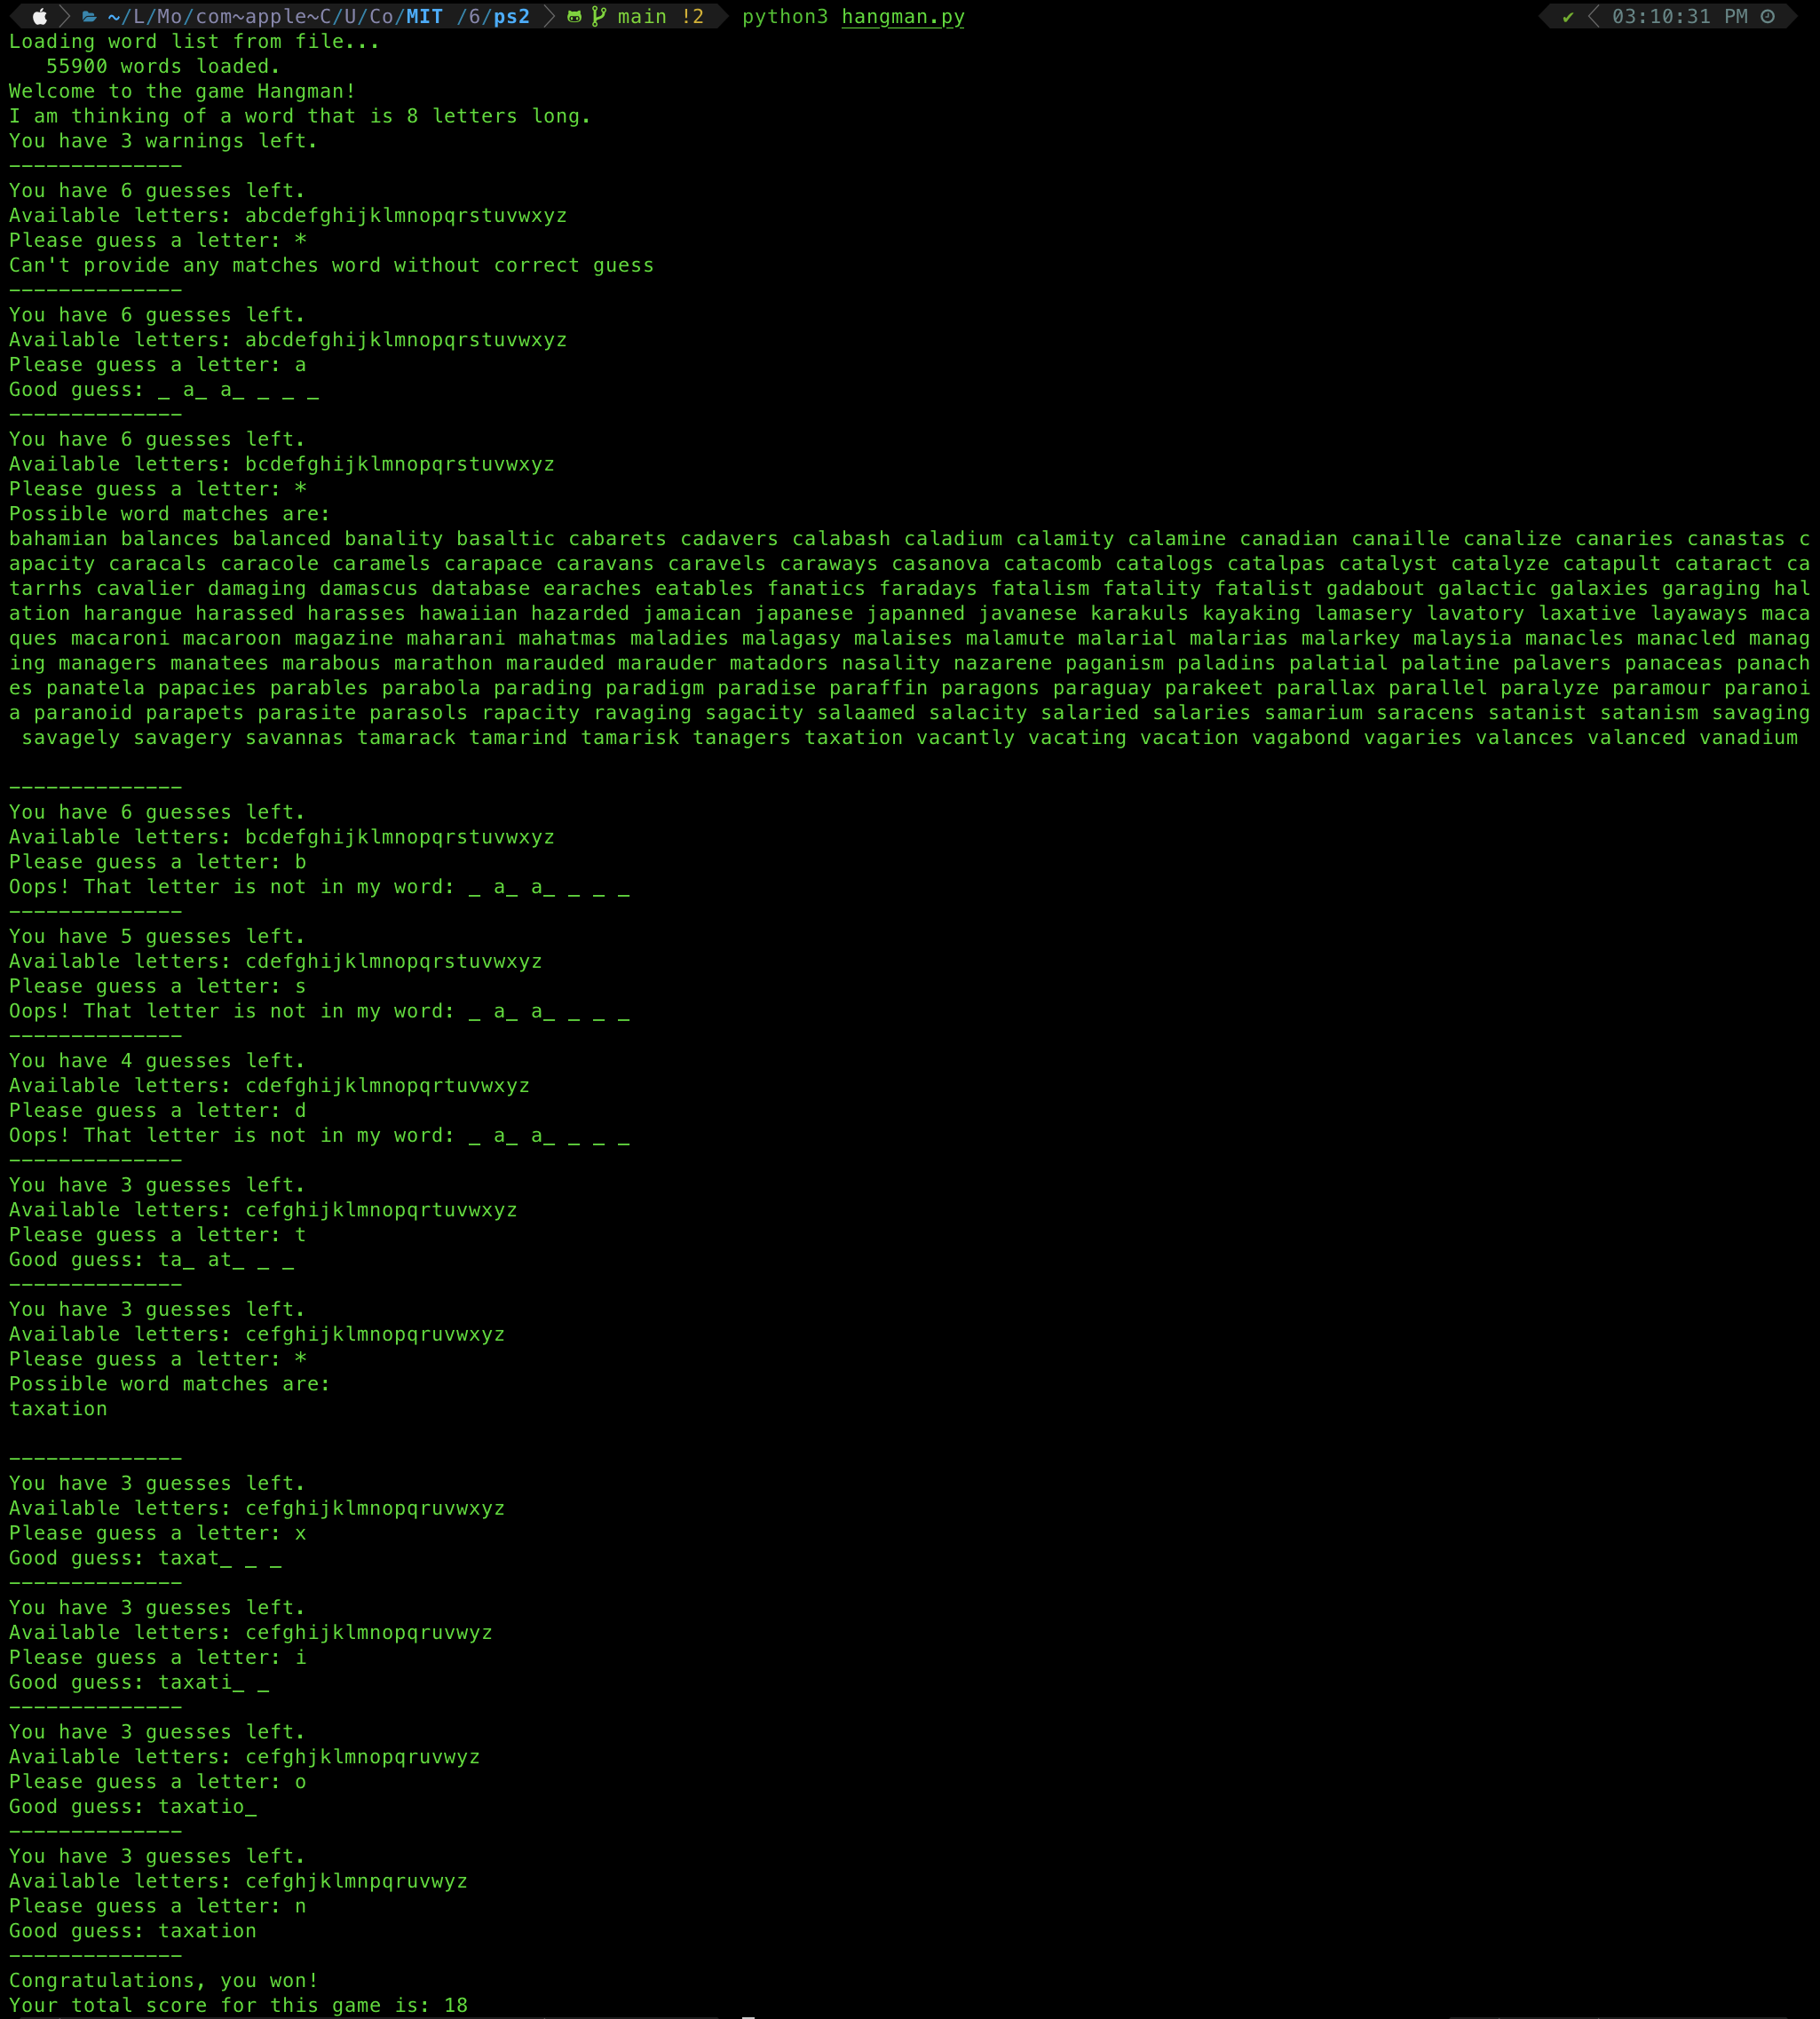 ~/L/Mo/com~apple~C/U/Co/MIT /6/ps2 main !2 python3 hangman.py ✔ 03:10:31 PM
Loading word list from file...
   55900 words loaded.
Welcome to the game Hangman!
I am thinking of a word that is 8 letters long.
You have 3 warnings left.
--------------
You have 6 guesses left.
Available letters: abcdefghijklmnopqrstuvwxyz
Please guess a letter: *
Can't provide any matches word without correct guess
--------------
You have 6 guesses left.
Available letters: abcdefghijklmnopqrstuvwxyz
Please guess a letter: a
Good guess: _ a_ a_ _ _ _
--------------
You have 6 guesses left.
Available letters: bcdefghijklmnopqrstuvwxyz
Please guess a letter: *
Possible word matches are:
bahamian balances balanced banality basaltic cabarets cadavers calabash caladium calamity calamine canadian canaille canalize canaries canastas c
apacity caracals caracole caramels carapace caravans caravels caraways casanova catacomb catalogs catalpas catalyst catalyze catapult cataract ca
tarrhs cavalier damaging damascus database earaches eatables fanatics faradays fatalism fatality fatalist gadabout galactic galaxies garaging hal
ation harangue harassed harasses hawaiian hazarded jamaican japanese japanned javanese karakuls kayaking lamasery lavatory laxative layaways maca
ques macaroni macaroon magazine maharani mahatmas maladies malagasy malaises malamute malarial malarias malarkey malaysia manacles manacled manag
ing managers manatees marabous marathon marauded marauder matadors nasality nazarene paganism paladins palatial palatine palavers panaceas panach
es panatela papacies parables parabola parading paradigm paradise paraffin paragons paraguay parakeet parallax parallel paralyze paramour paranoi
a paranoid parapets parasite parasols rapacity ravaging sagacity salaamed salacity salaried salaries samarium saracens satanist satanism savaging
 savagely savagery savannas tamarack tamarind tamarisk tanagers taxation vacantly vacating vacation vagabond vagaries valances valanced vanadium
--------------
You have 6 guesses left.
Available letters: bcdefghijklmnopqrstuvwxyz
Please guess a letter: b
Oops! That letter is not in my word: _ a_ a_ _ _ _
--------------
You have 5 guesses left.
Available letters: cdefghijklmnopqrstuvwxyz
Please guess a letter: s
Oops! That letter is not in my word: _ a_ a_ _ _ _
--------------
You have 4 guesses left.
Available letters: cdefghijklmnopqrtuvwxyz
Please guess a letter: d
Oops! That letter is not in my word: _ a_ a_ _ _ _
--------------
You have 3 guesses left.
Available letters: cefghijklmnopqrtuvwxyz
Please guess a letter: t
Good guess: ta_ at_ _ _
--------------
You have 3 guesses left.
Available letters: cefghijklmnopqruvwxyz
Please guess a letter: *
Possible word matches are:
taxation
--------------
You have 3 guesses left.
Available letters: cefghijklmnopqruvwxyz
Please guess a letter: x
Good guess: taxat_ _ _
--------------
You have 3 guesses left.
Available letters: cefghijklmnopqruvwyz
Please guess a letter: i
Good guess: taxati_ _
--------------
You have 3 guesses left.
Available letters: cefghjklmnopqruvwyz
Please guess a letter: o
Good guess: taxatio_
--------------
You have 3 guesses left.
Available letters: cefghjklmnpqruvwyz
Please guess a letter: n
Good guess: taxation
--------------
Congratulations, you won!
Your total score for this game is: 18